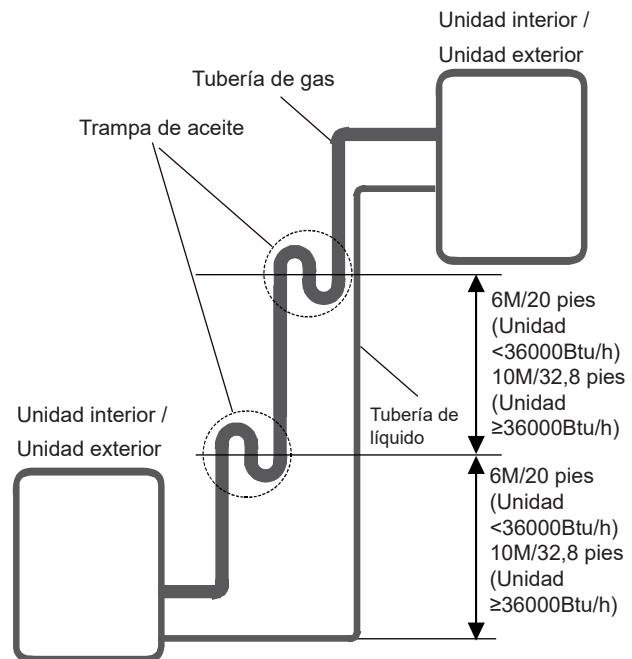 Unidad interior /
Unidad exterior
Tubería de gas
Trampa de aceite
6M/20 pies
(Unidad
<36000Btu/h)
10M/32,8 pies
(Unidad
≥36000Btu/h)
Tubería de
líquido
Unidad interior /
Unidad exterior
6M/20 pies
(Unidad
<36000Btu/h)
10M/32,8 pies
(Unidad
≥36000Btu/h)